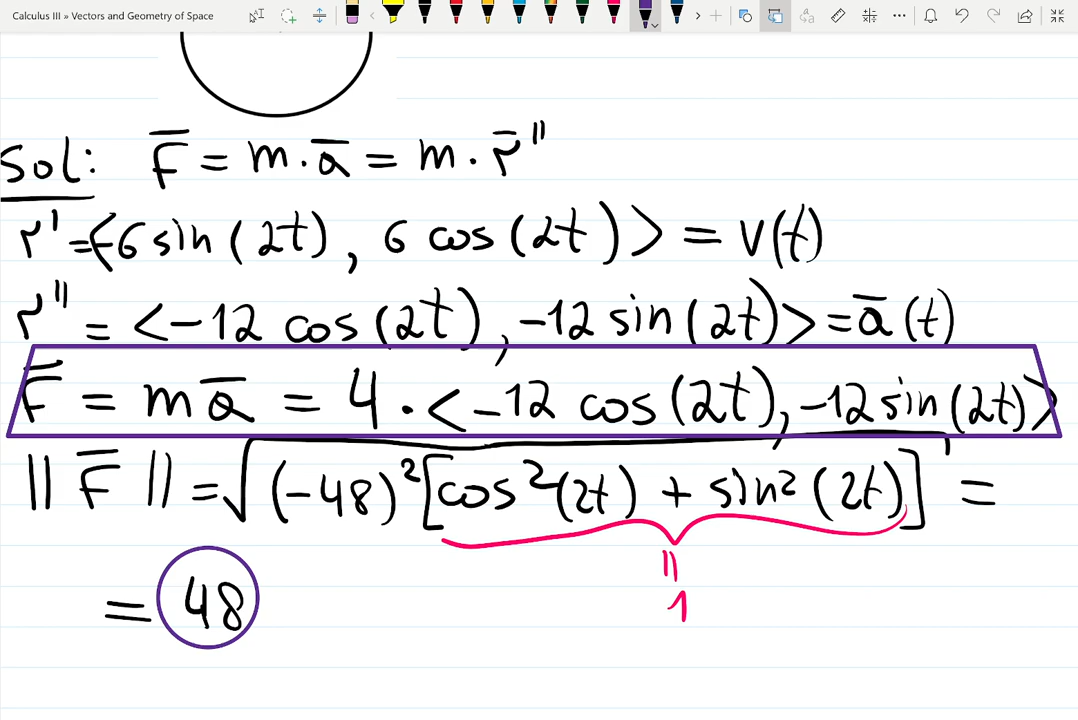 Calculus III » Vectors and Geometry of Space
Sol: F̅ = m · a̅ = m · r̅''
r' = <-6 sin(2t), 6 cos(2t)> = v(t)
r'' = <-12 cos(2t), -12 sin(2t)> = a̅(t)
F̅ = m a̅ = 4 · <-12 cos(2t), -12 sin(2t)>
|| F̅ || = √((-48)² [cos²(2t) + sin²(2t)]) =
||
1
= 48